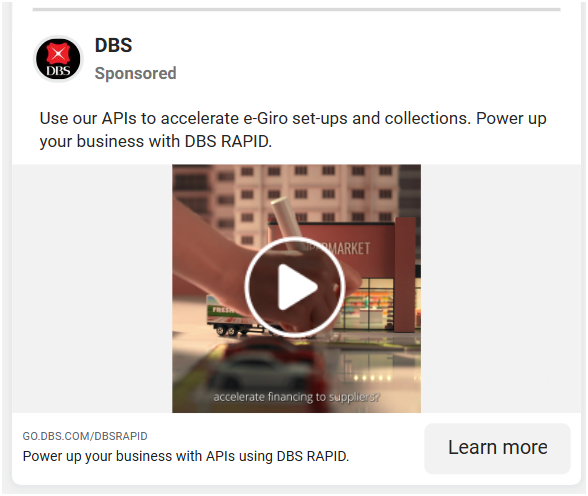 DBS
DBS
Sponsored
Use our APIs to accelerate e-Giro set-ups and collections. Power up
your business with DBS RAPID.
MARKET
FRESH
accelerate financing to suppliers?
GO.DBS.COM/DBSRAPID
Power up your business with APIs using DBS RAPID.
Learn more